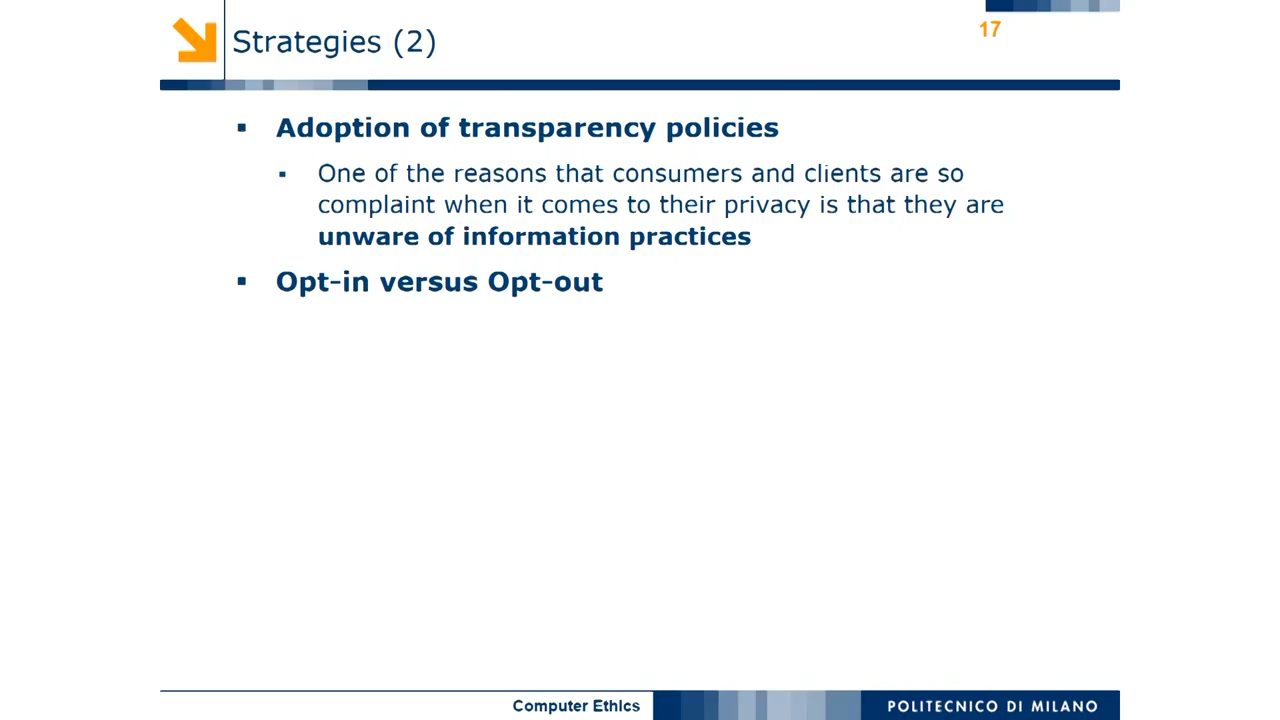 Strategies (2)
17
Adoption of transparency policies
One of the reasons that consumers and clients are so
complaint when it comes to their privacy is that they are
unware of information practices
Opt-in versus Opt-out
Computer Ethics
POLITECNICO DI MILANO